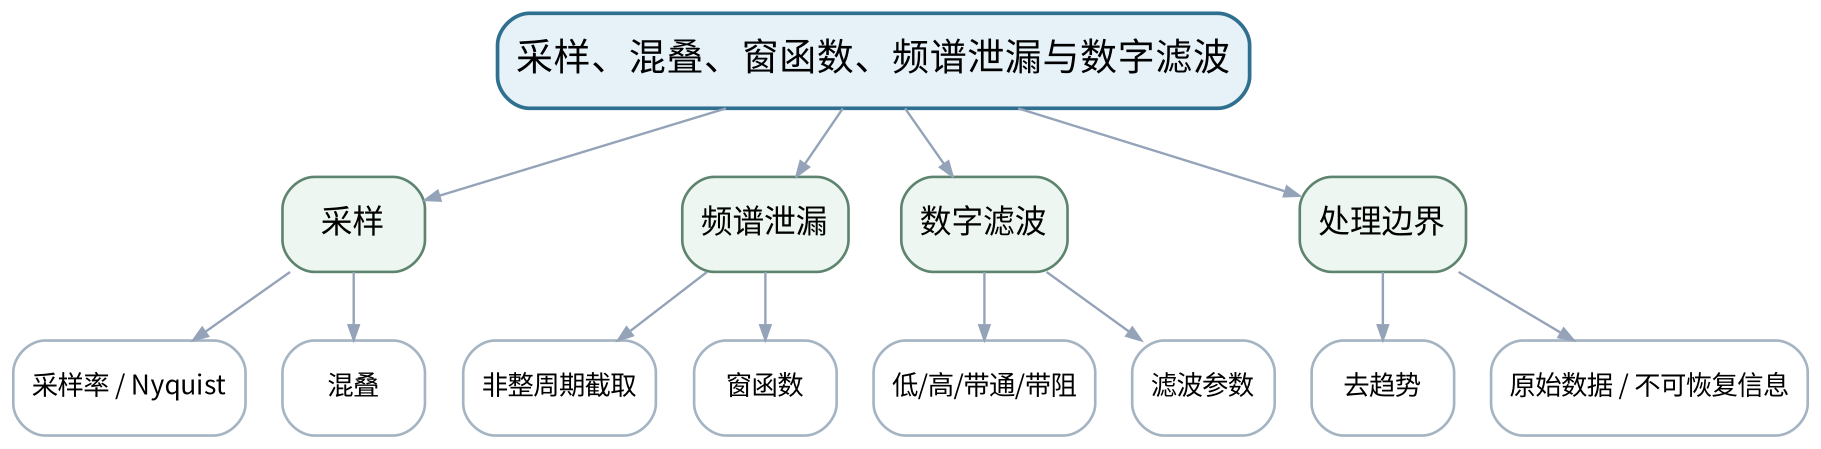 采样、混叠、窗函数、频谱泄漏与数字滤波
采样
频谱泄漏
数字滤波
处理边界
采样率 / Nyquist
混叠
非整周期截取
窗函数
低/高/带通/带阻
滤波参数
去趋势
原始数据 / 不可恢复信息